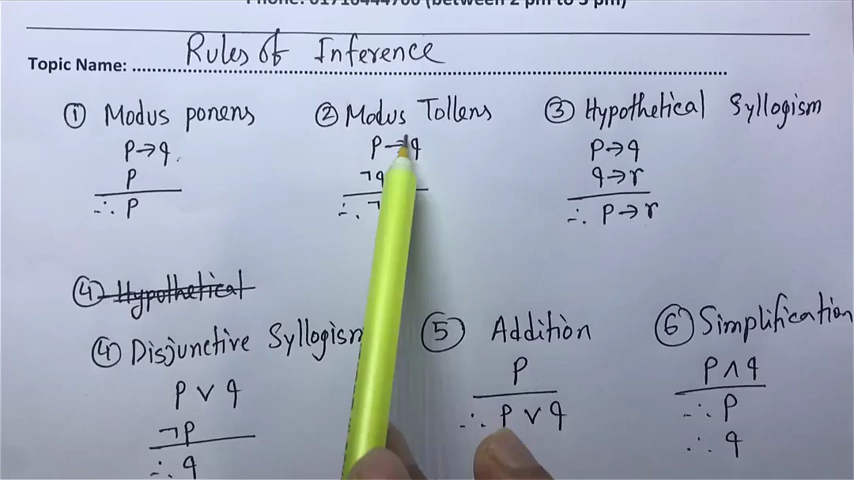 Topic Name: Rules of Inference
① Modus ponens
P→q
P
∴ P
② Modus Tollens
P→q
¬q
∴ ¬
③ Hypothetical Syllogism
P→q
q→r
∴ P→r
④ Hypothetical
④ Disjunctive Syllogism
P ∨ q
¬P
∴ q
⑤ Addition
P
∴ P ∨ q
⑥ Simplification
P ∧ q
∴ P
∴ q